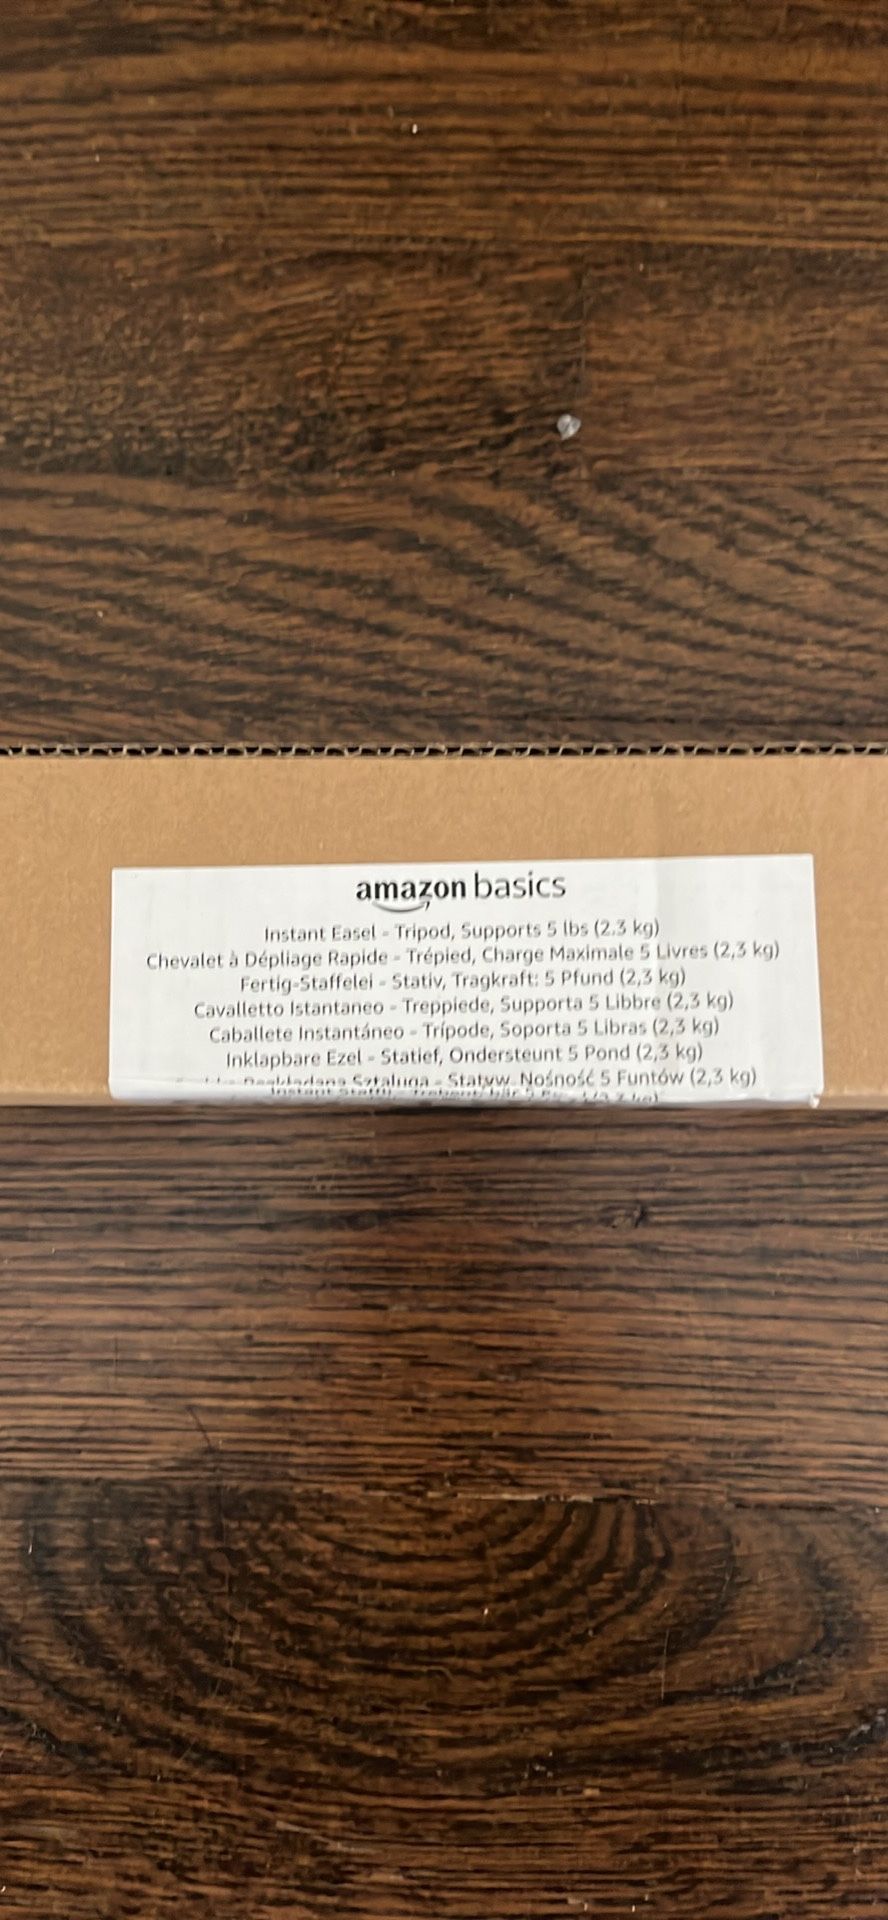 amazon basics
Instant Easel - Tripod, Supports 5 lbs (2.3 kg)
Chevalet à Dépliage Rapide - Trépied, Charge Maximale 5 Livres (2,3 kg)
Fertig-Staffelei - Stativ, Tragkraft: 5 Pfund (2,3 kg)
Cavalletto Istantaneo - Treppiede, Supporta 5 Libbre (2,3 kg)
Caballete Instantáneo - Trípode, Soporta 5 Libras (2,3 kg)
Inklapbare Ezel - Statief, Ondersteunt 5 Pond (2,3 kg)
Sztaluga - Statyw, Nośność 5 Funtów (2,3 kg)
Instant